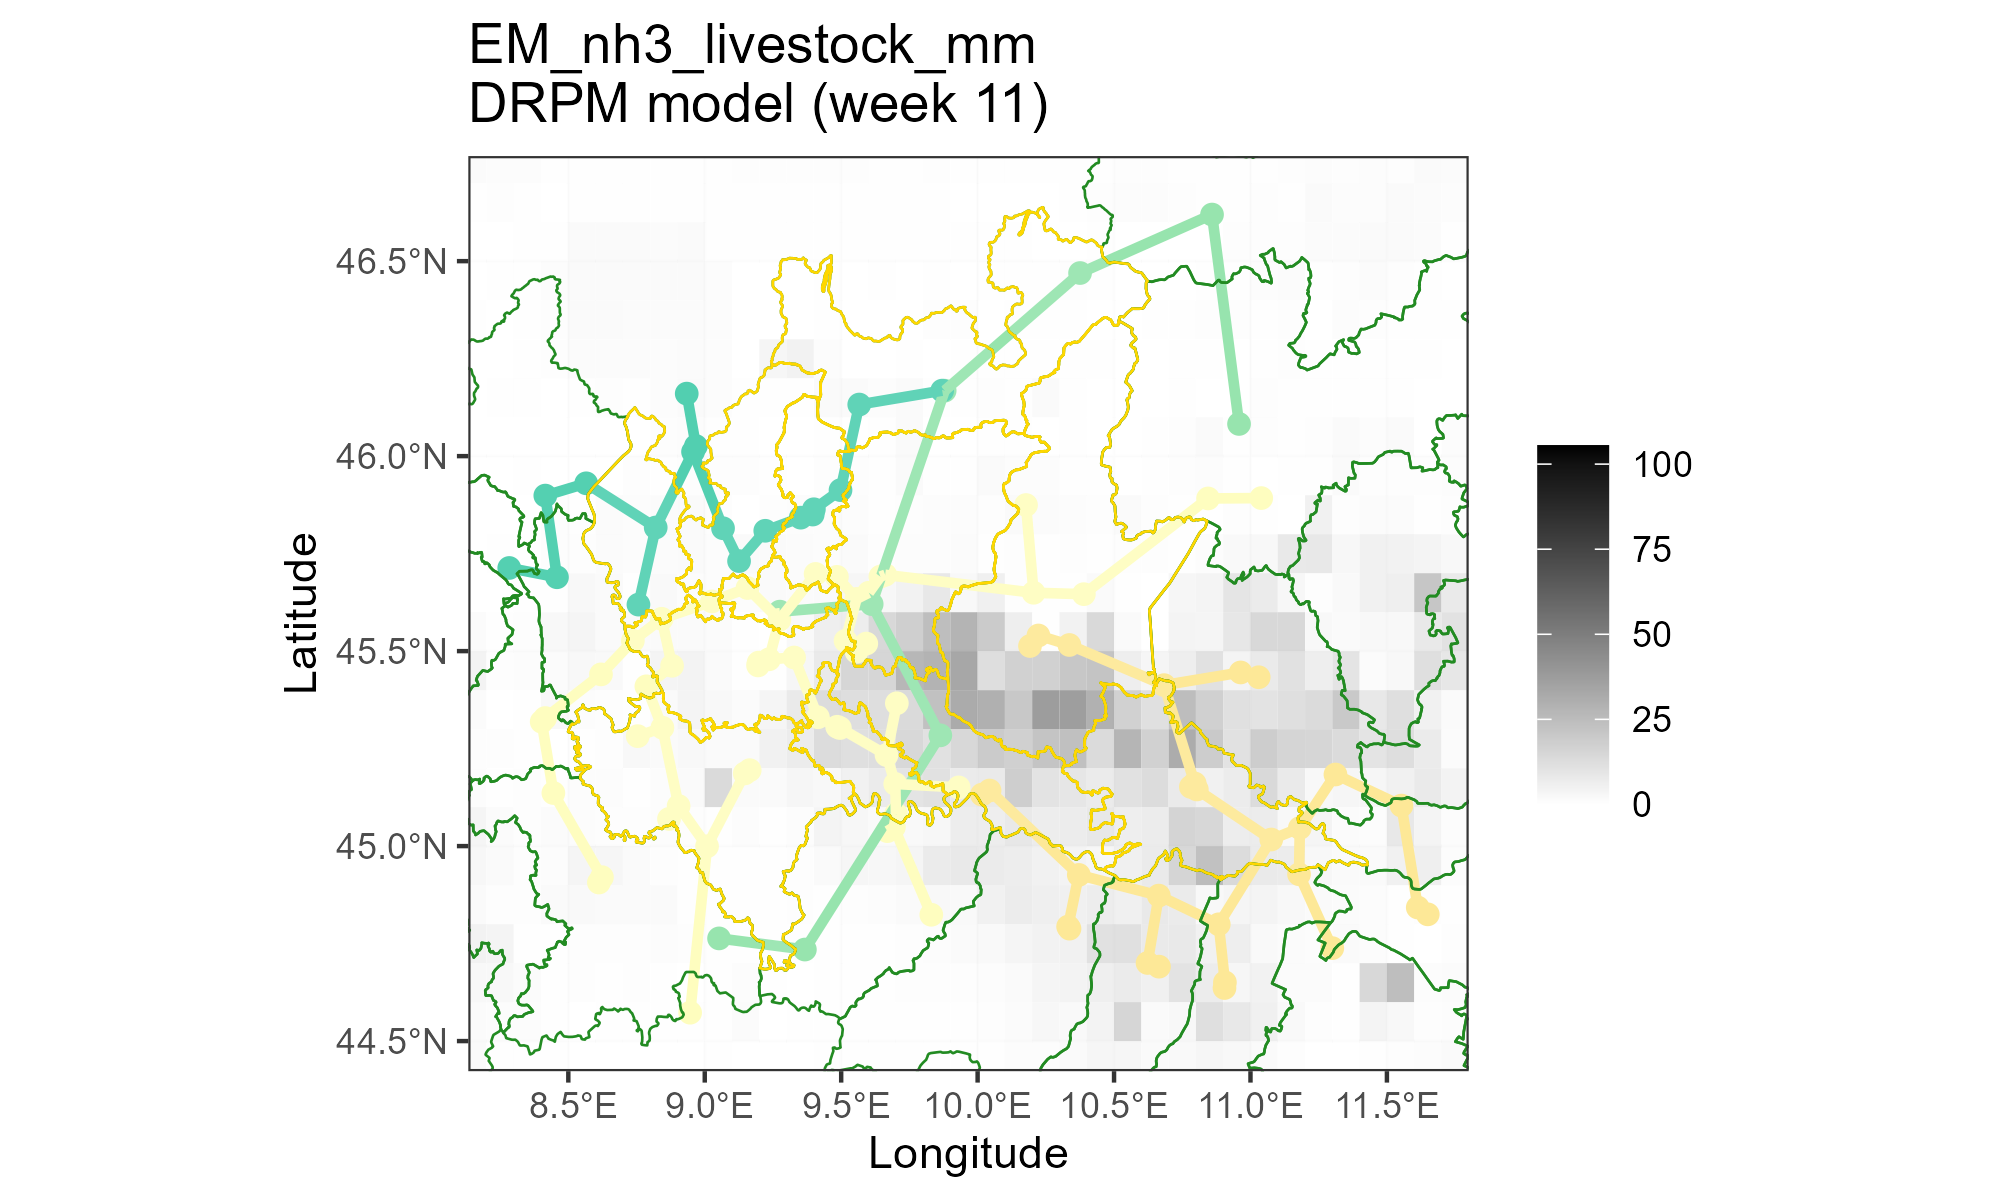 EM_nh3_livestock_mm
DRPM model (week 11)
46.5°N
46.0°N
45.5°N
45.0°N
44.5°N
Latitude
8.5°E 9.0°E 9.5°E 10.0°E 10.5°E 11.0°E 11.5°E
Longitude
100
75
50
25
0